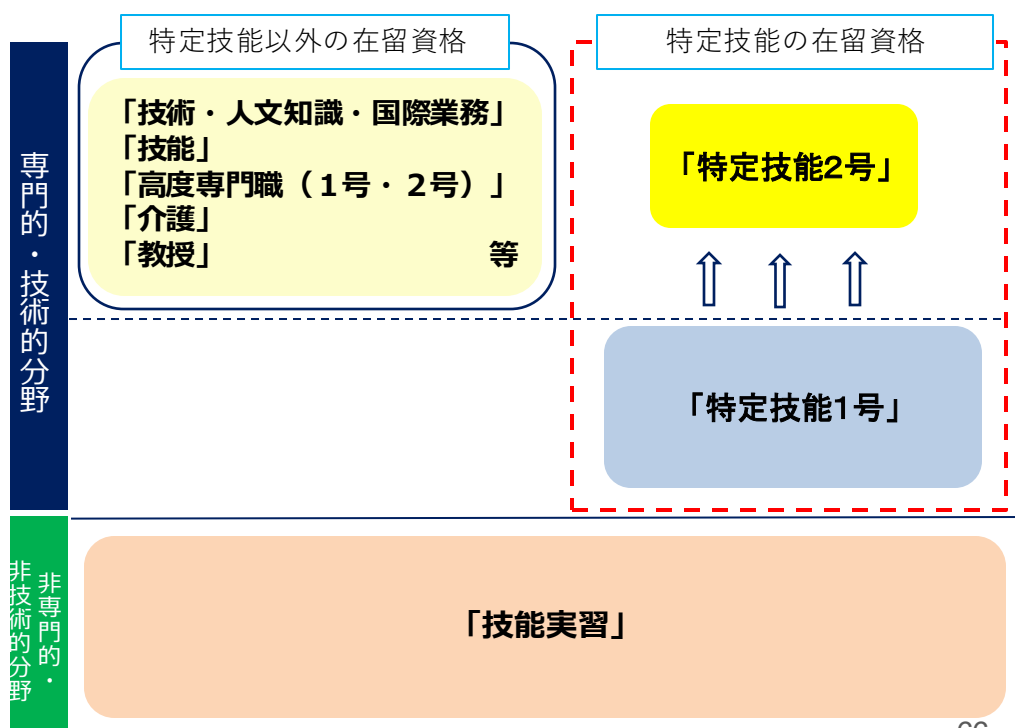 特定技能以外の在留資格
特定技能の在留資格
専門的・技術的分野
「技術・人文知識・国際業務」
「技能」
「高度専門職（１号・２号）」
「介護」
「教授」 等
「特定技能2号」
「特定技能1号」
非専門的・
非技術的分野
「技能実習」